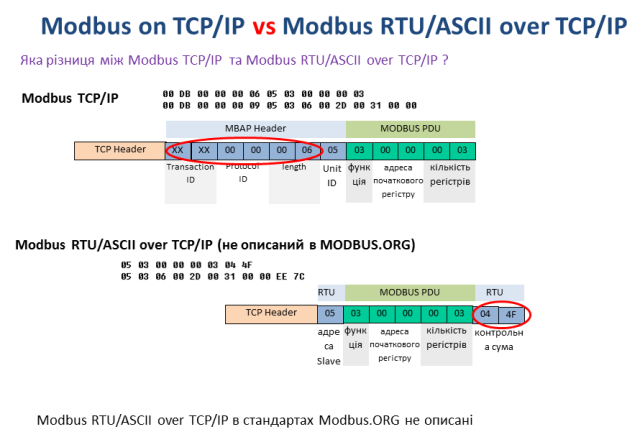 Modbus on TCP/IP vs Modbus RTU/ASCII over TCP/IP
Яка різниця між Modbus TCP/IP та Modbus RTU/ASCII over TCP/IP ?
Modbus TCP/IP
00 DB 00 00 00 06 05 03 00 00 00 03
00 DB 00 00 00 09 05 03 06 00 2D 00 31 00 00
MBAP Header MODBUS PDU
TCP Header XX XX 00 00 00 06 05 03 00 00 00 03
Transaction ID Protocol ID length Unit ID функ ція адреса початкового регістру кількість регістрів
Modbus RTU/ASCII over TCP/IP (не описаний в MODBUS.ORG)
05 03 00 00 00 03 04 4F
05 03 06 00 2D 00 31 00 00 EE 7C
RTU MODBUS PDU RTU
TCP Header 05 03 00 00 00 03 04 4F
адре са Slave функ ція адреса початкового регістру кількість регістрів контрольн а сума
Modbus RTU/ASCII over TCP/IP в стандартах Modbus.ORG не описані